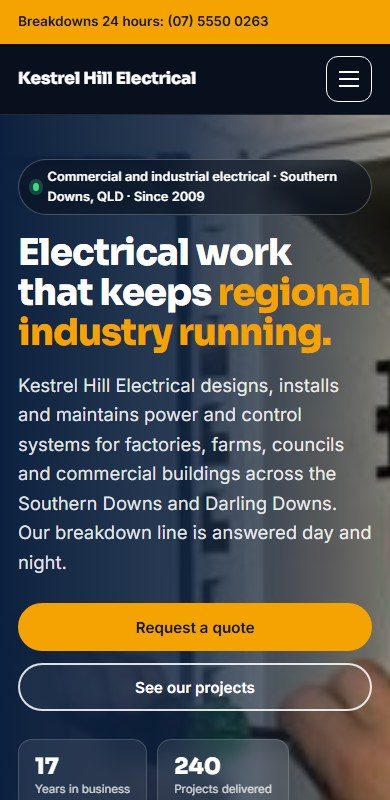 Breakdowns 24 hours: (07) 5550 0263
Kestrel Hill Electrical
Commercial and industrial electrical · Southern
Downs, QLD · Since 2009
Electrical work
that keeps regional
industry running.
Kestrel Hill Electrical designs, installs
and maintains power and control
systems for factories, farms, councils
and commercial buildings across the
Southern Downs and Darling Downs.
Our breakdown line is answered day and
night.
Request a quote
See our projects
17
Years in business
240
Projects delivered